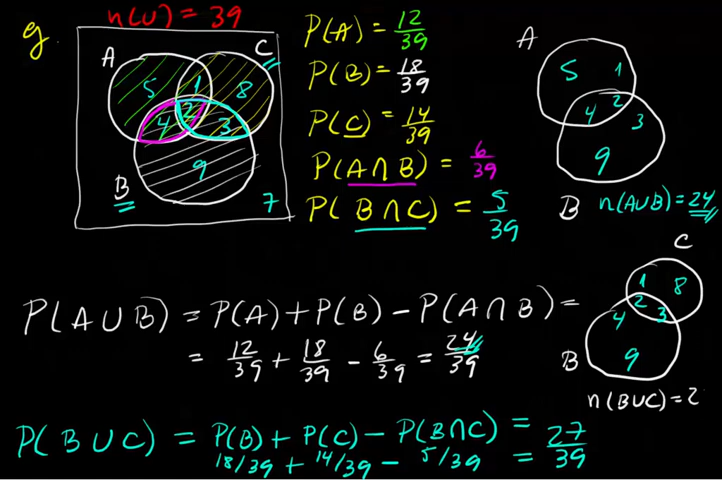 g.
n(U) = 39
A
C
5
1
8
2
4
3
9
B
7
P(A) = 12/39
P(B) = 18/39
P(C) = 14/39
P(A ∩ B) = 6/39
P(B ∩ C) = 5/39
A
5
1
4
2
3
9
B
n(A∪B) = 24
C
1
8
2
4
3
9
B
n(B∪C) = 2
P(A ∪ B) = P(A) + P(B) - P(A ∩ B) =
= 12/39 + 18/39 - 6/39 = 24/39
P(B ∪ C) = P(B) + P(C) - P(B∩C) = 27/39
18/39 + 14/39 - 5/39 =